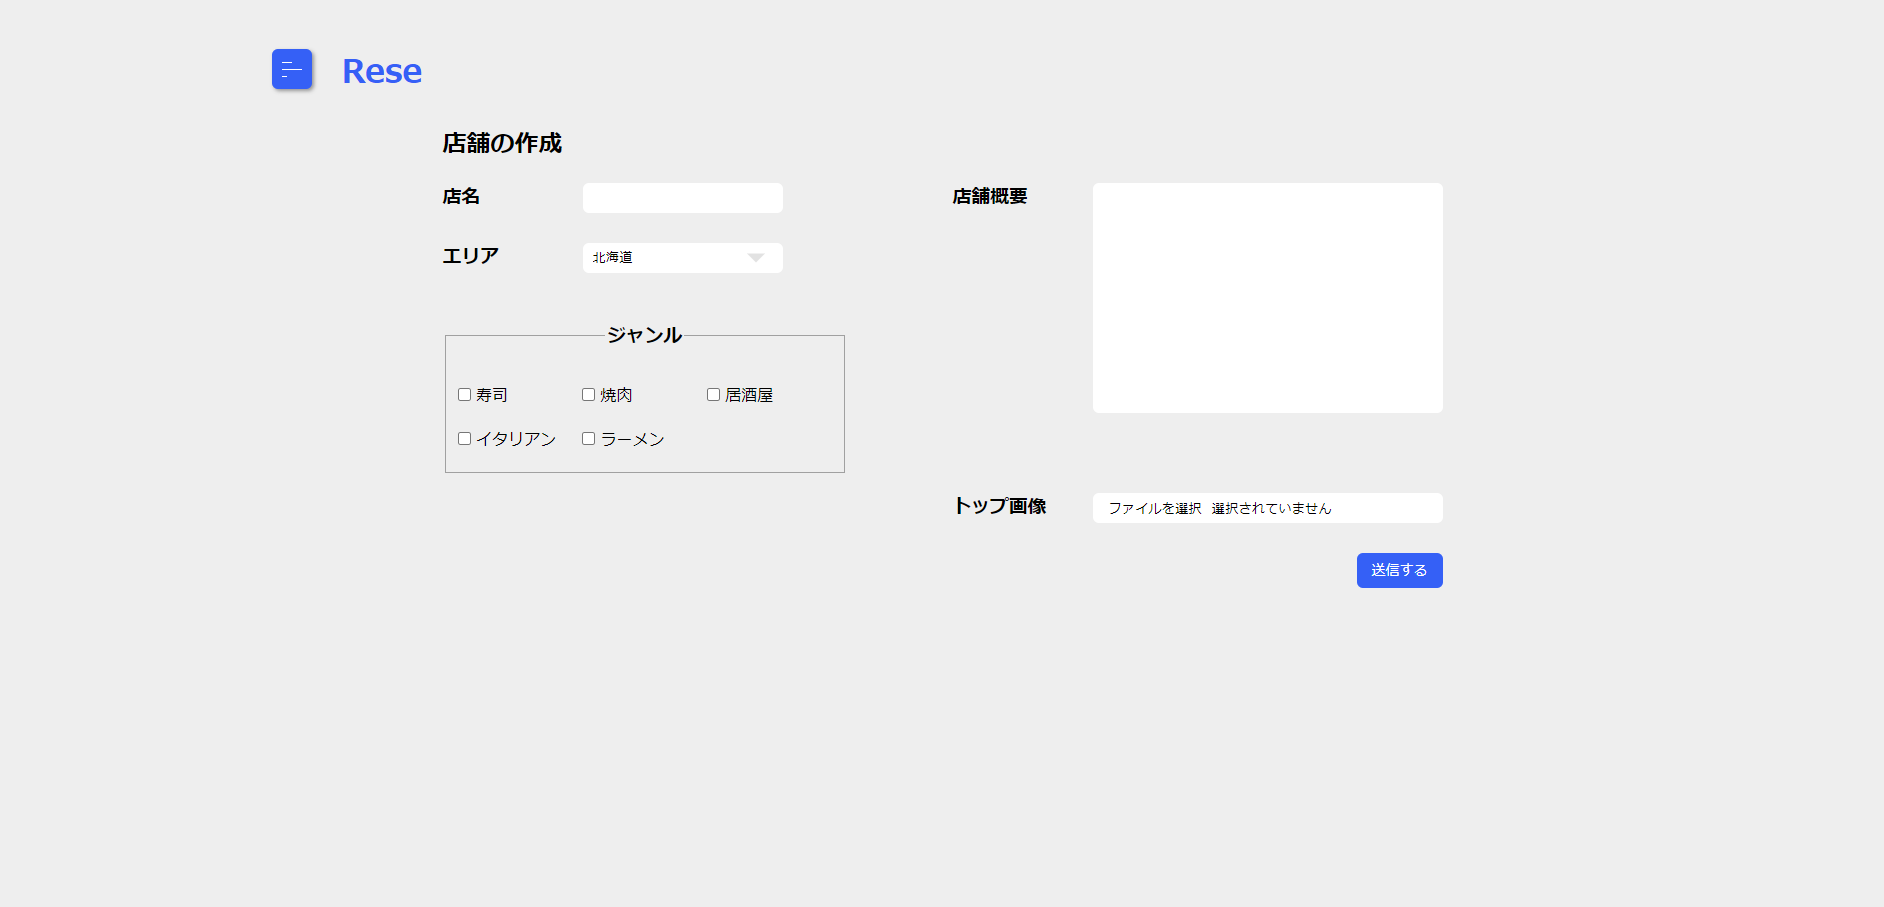 Rese
店舗の作成
店名
エリア
北海道
ジャンル
寿司
焼肉
居酒屋
イタリアン
ラーメン
店舗概要
トップ画像
ファイルを選択 選択されていません
送信する